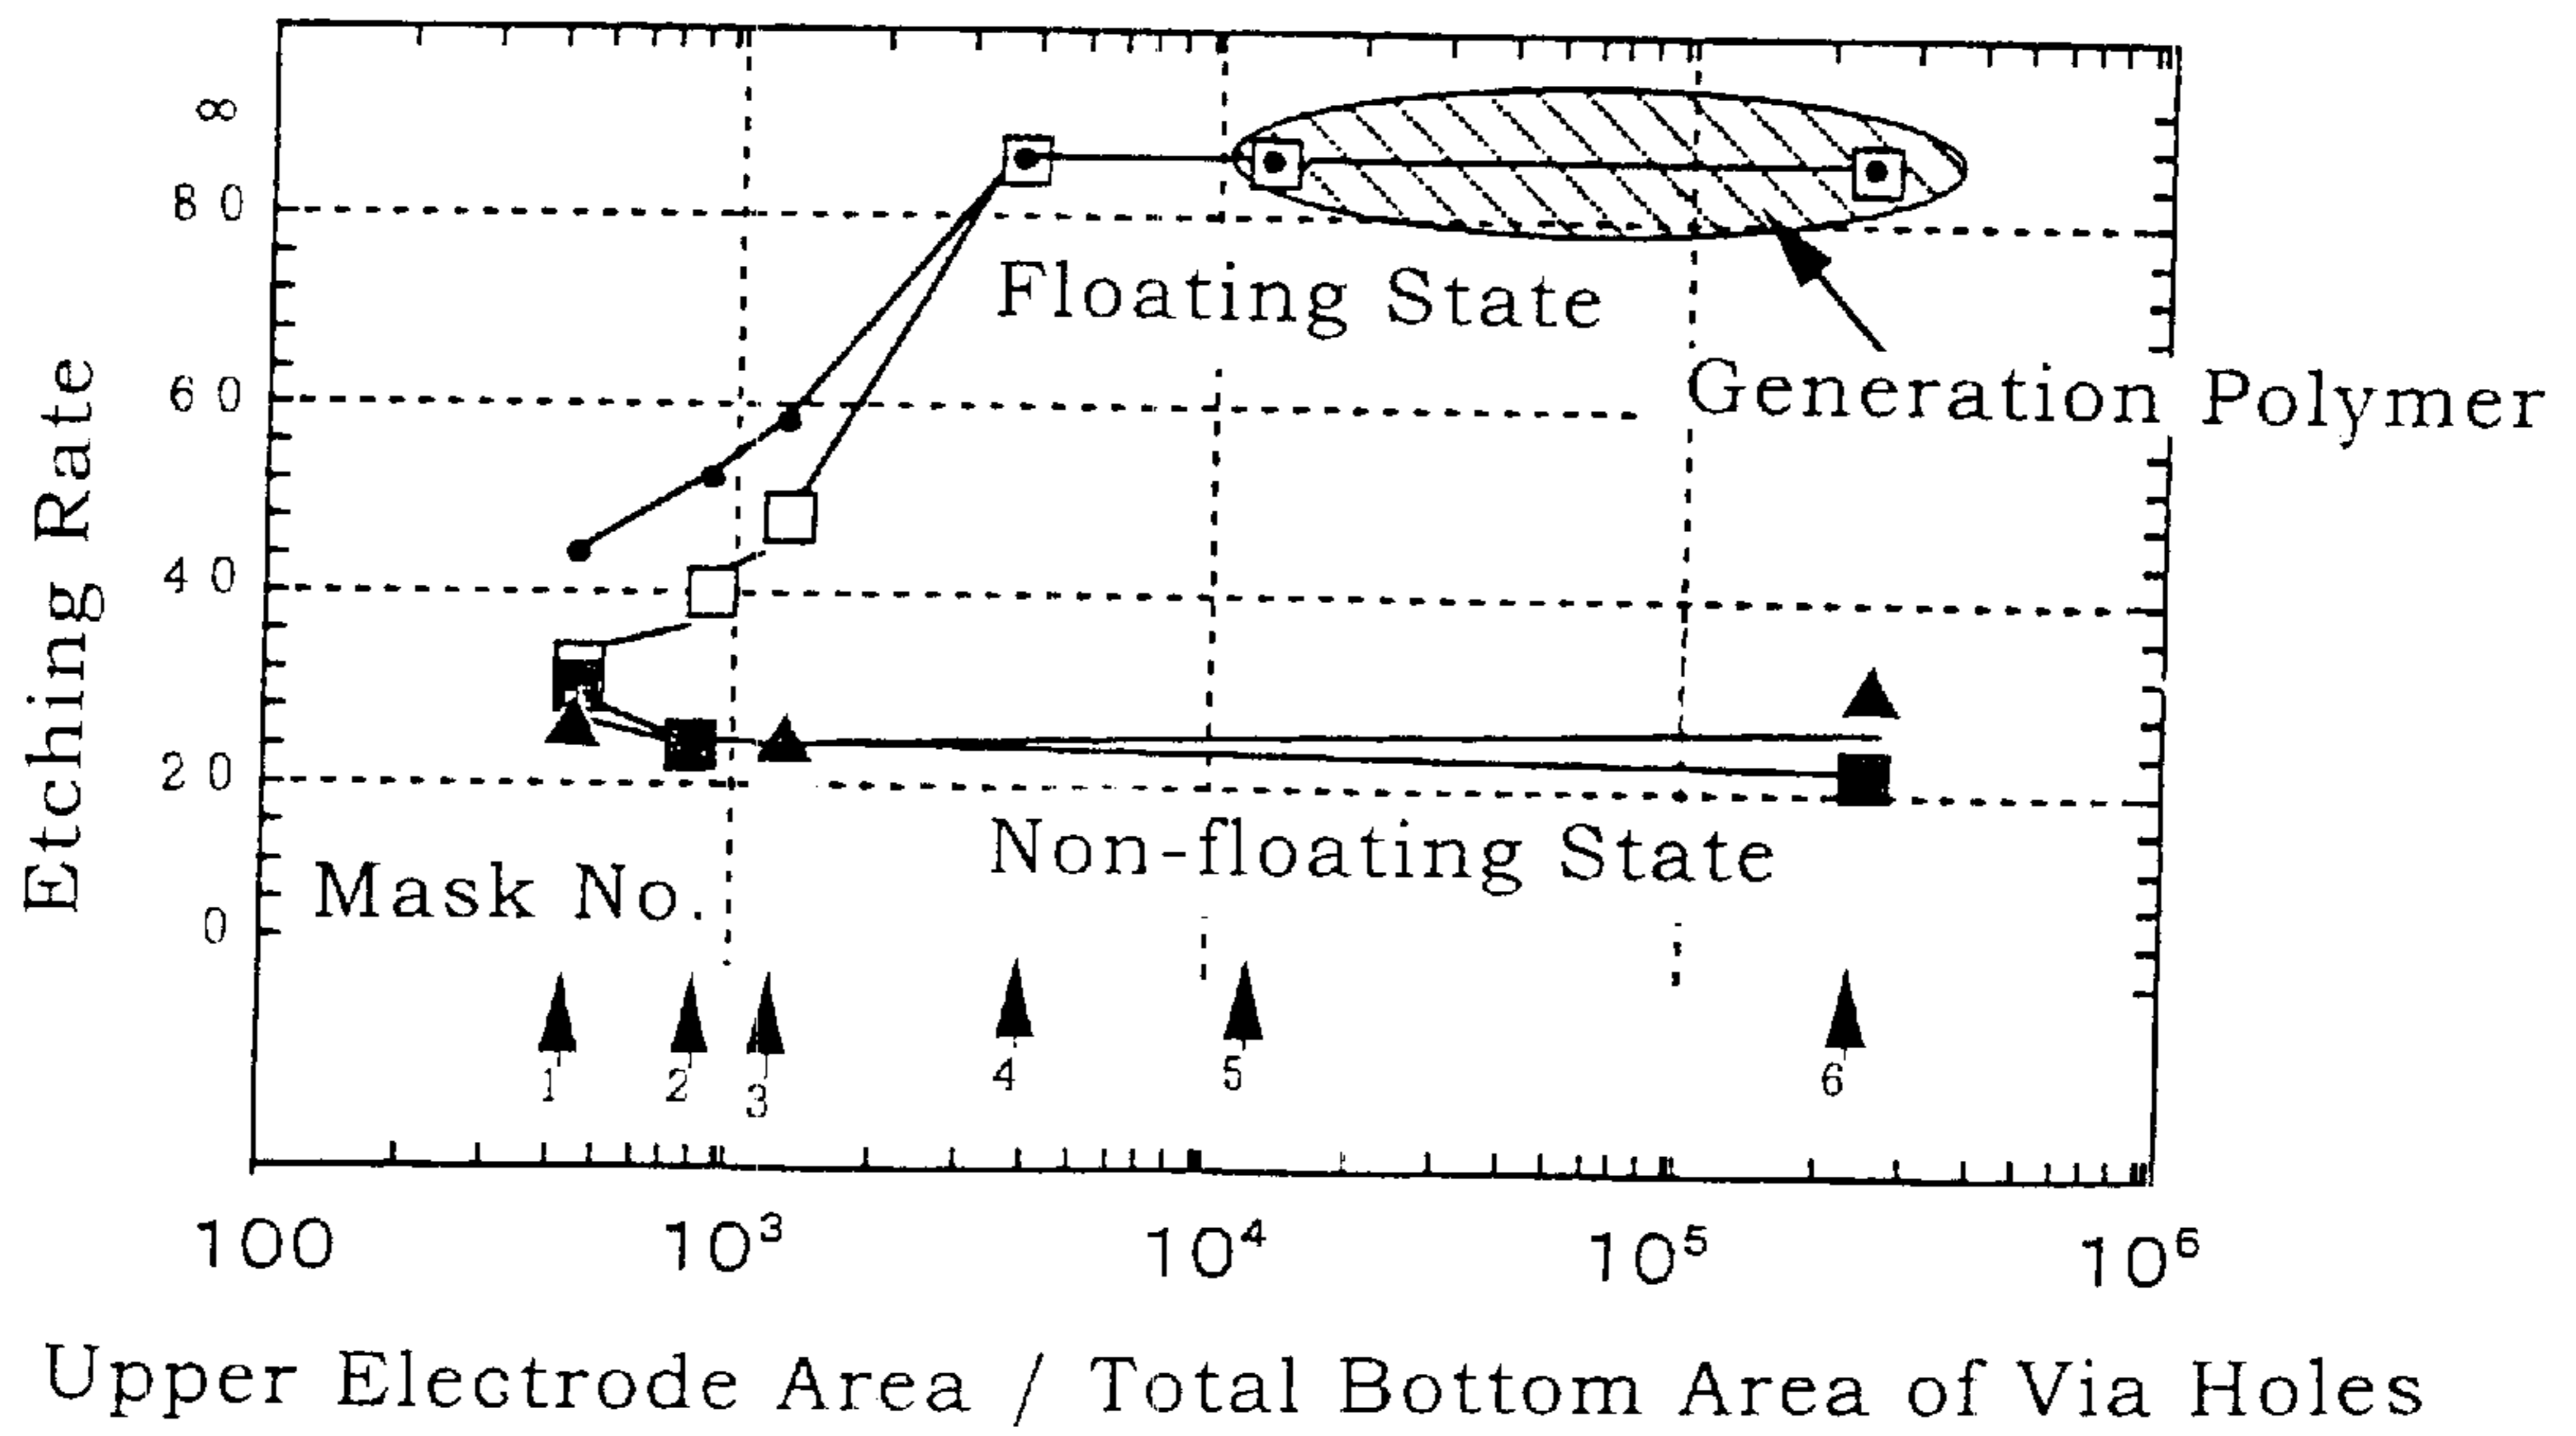 ∞
80
Floating State
Generation Polymer
60
40
20
Non-floating State
Mask No.
0
1 2 3 4 5 6
100 10³ 10⁴ 10⁵ 10⁶
Upper Electrode Area / Total Bottom Area of Via Holes
Etching Rate